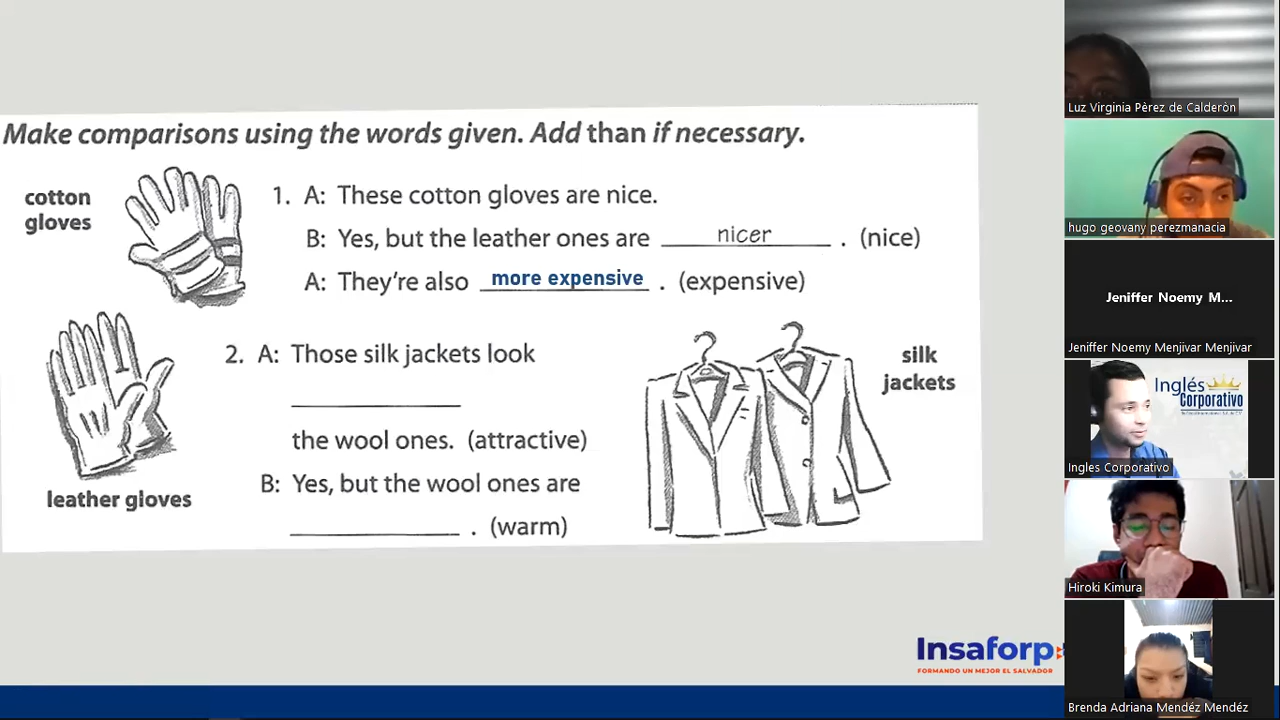 Make comparisons using the words given. Add than if necessary.
cotton
gloves
1. A: These cotton gloves are nice.
B: Yes, but the leather ones are nicer . (nice)
A: They're also more expensive . (expensive)
leather gloves
2. A: Those silk jackets look
the wool ones. (attractive)
B: Yes, but the wool ones are
. (warm)
silk
jackets
Insaforp
FORMANDO UN MEJOR EL SALVADOR
Luz Virginia Pèrez de Calderòn
hugo geovany perezmanacia
Jeniffer Noemy M...
Jeniffer Noemy Menjivar Menjivar
Inglés
Corporativo
Ingles Corporativo
Hiroki Kimura
Brenda Adriana Mendéz Mendéz